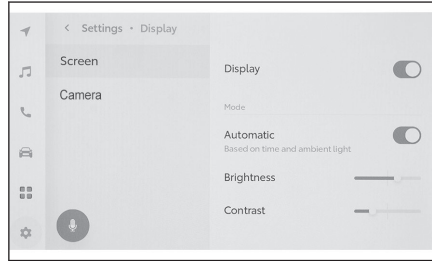 < Settings • Display
Screen
Camera
Display
Mode
Automatic
Based on time and ambient light
Brightness
Contrast